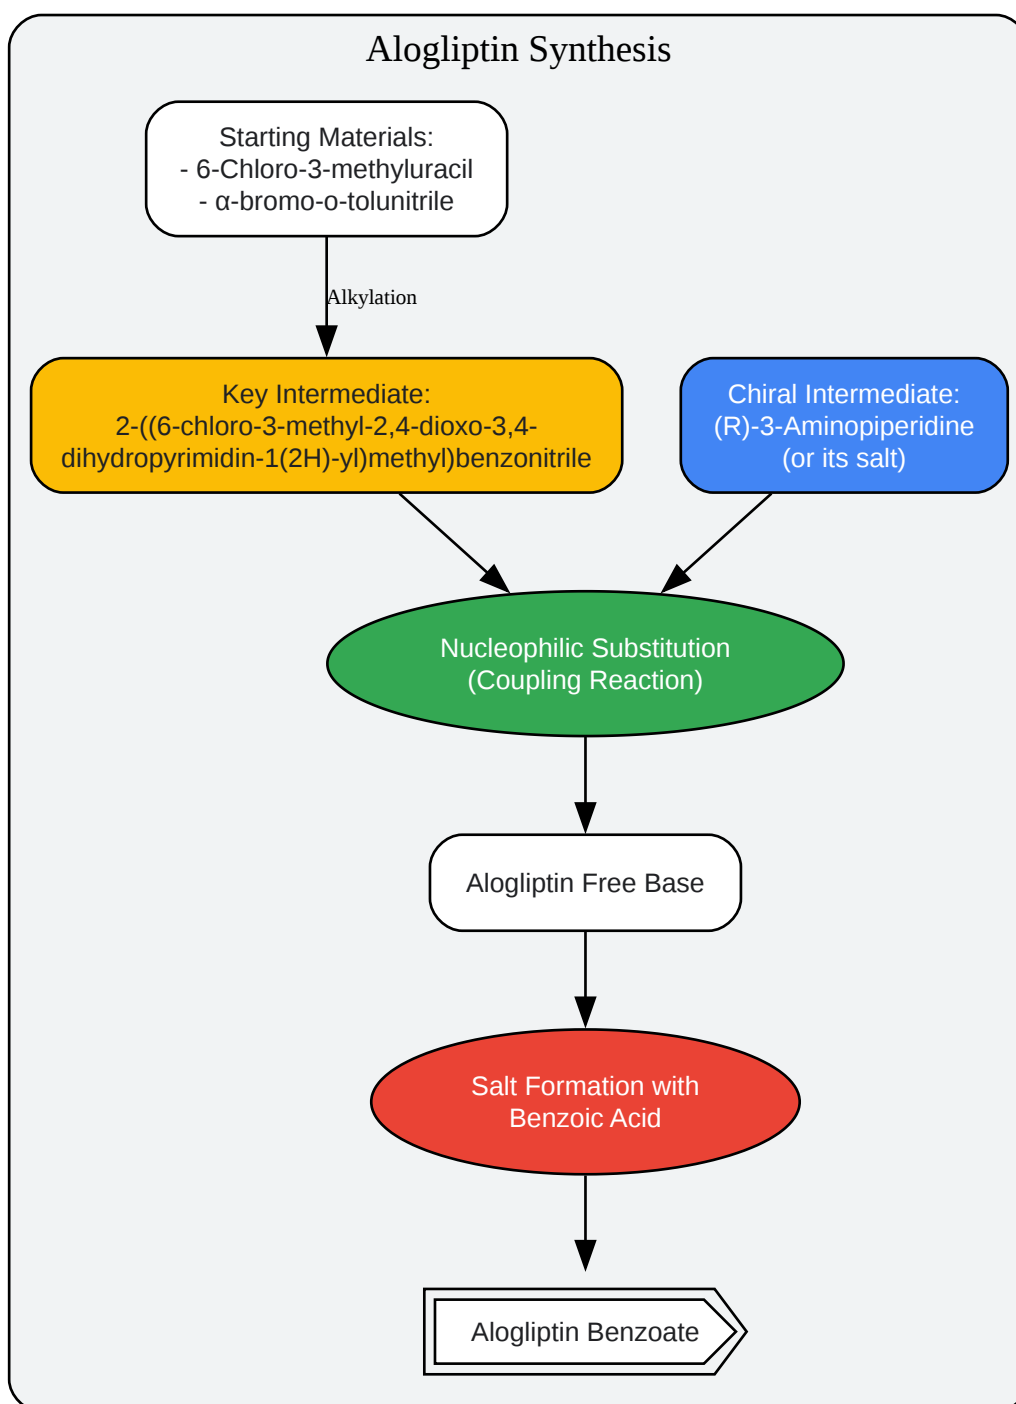 Alogliptin Synthesis
Starting Materials:
- 6-Chloro-3-methyluracil
- α-bromo-o-tolunitrile
Alkylation
Key Intermediate:
2-((6-chloro-3-methyl-2,4-dioxo-3,4-
dihydropyrimidin-1(2H)-yl)methyl)benzonitrile
Chiral Intermediate:
(R)-3-Aminopiperidine
(or its salt)
Nucleophilic Substitution
(Coupling Reaction)
Alogliptin Free Base
Salt Formation with
Benzoic Acid
Alogliptin Benzoate